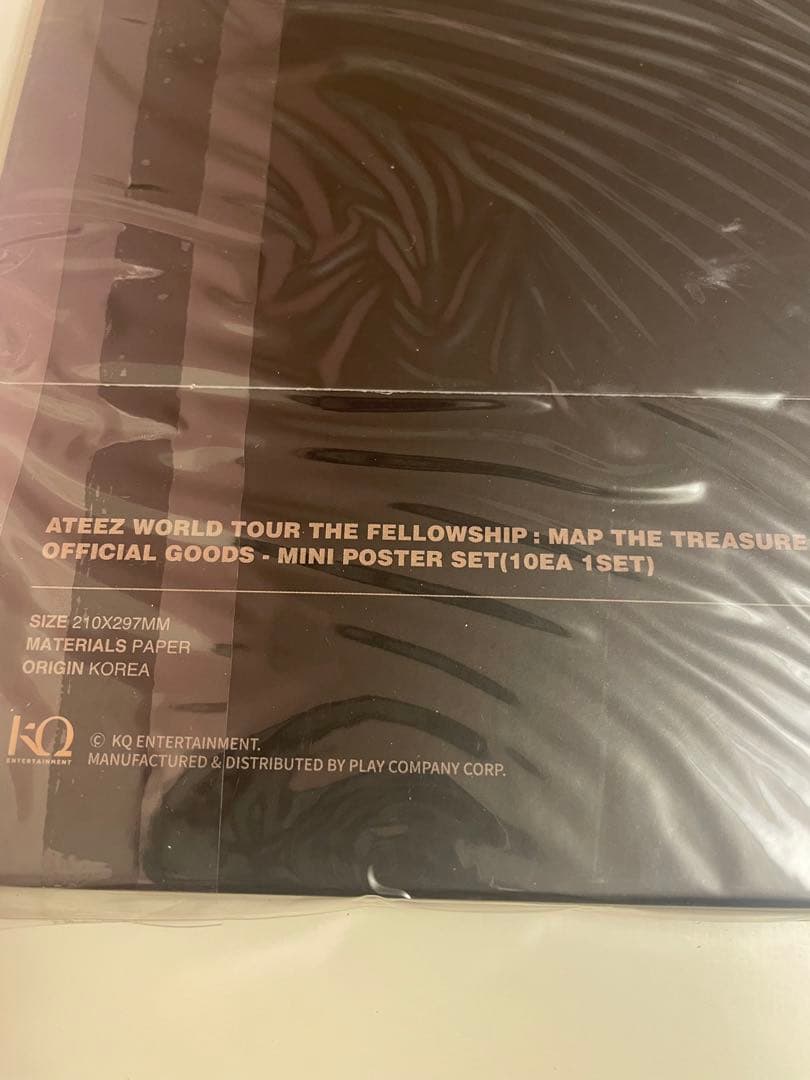 ATEEZ WORLD TOUR THE FELLOWSHIP : MAP THE TREASURE
OFFICIAL GOODS - MINI POSTER SET(10EA 1SET)
SIZE 210X297MM
MATERIALS PAPER
ORIGIN KOREA
KQ
ENTERTAINMENT
© KQ ENTERTAINMENT.
MANUFACTURED & DISTRIBUTED BY PLAY COMPANY CORP.